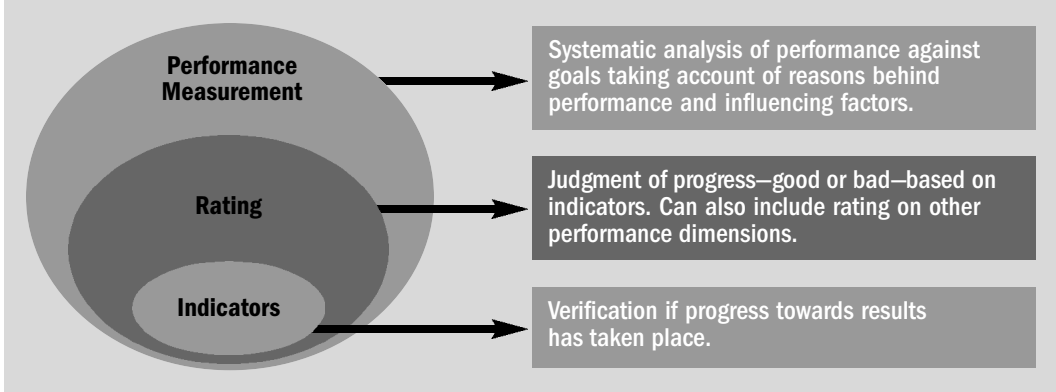 Performance
Measurement
Systematic analysis of performance against
goals taking account of reasons behind
performance and influencing factors.
Rating
Judgment of progress—good or bad—based on
indicators. Can also include rating on other
performance dimensions.
Indicators
Verification if progress towards results
has taken place.